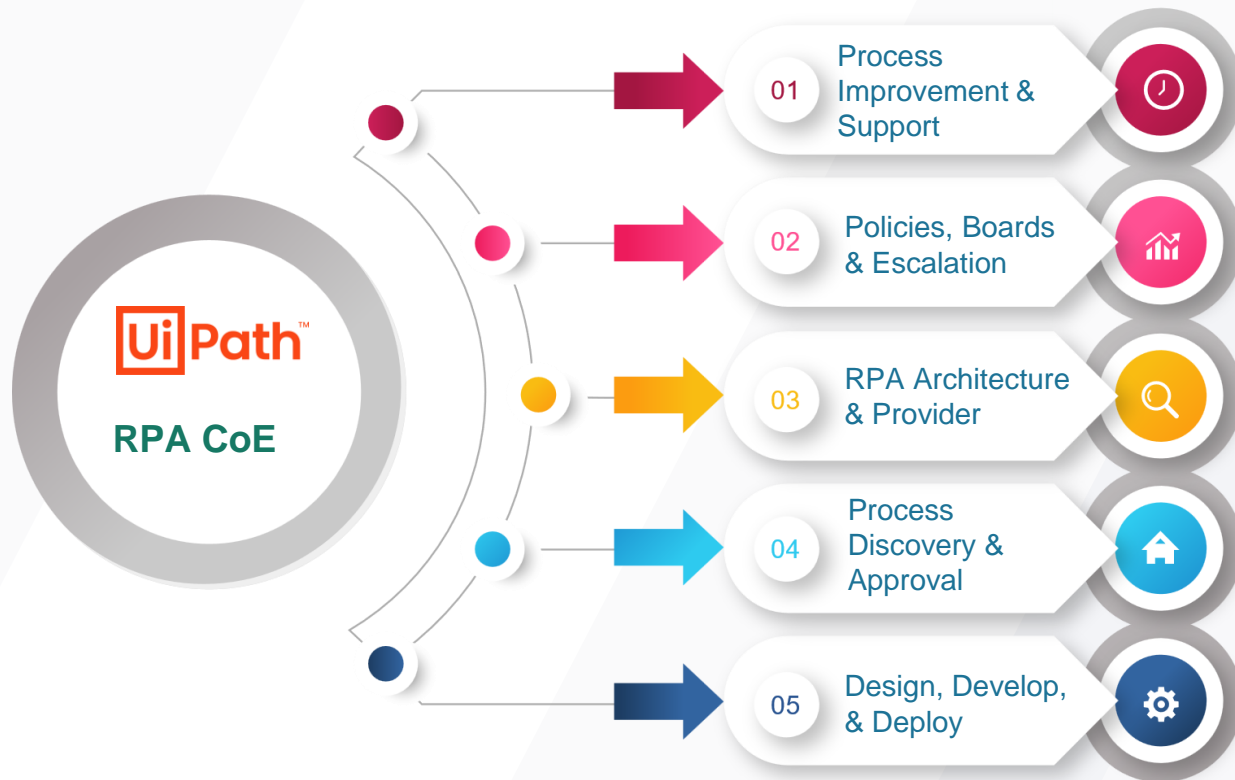 UiPath™
RPA CoE
01
Process
Improvement &
Support
02
Policies, Boards
& Escalation
03
RPA Architecture
& Provider
04
Process
Discovery &
Approval
05
Design, Develop,
& Deploy